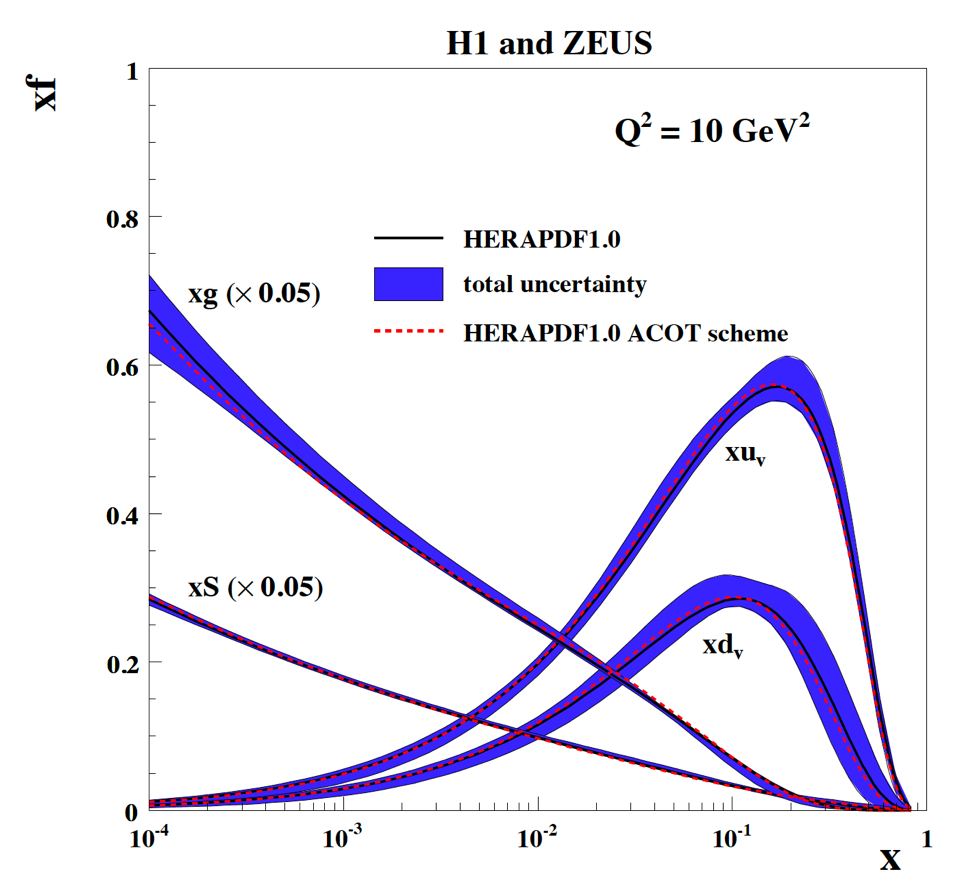 H1 and ZEUS
xf
1
Q² = 10 GeV²
0.8
HERAPDF1.0
total uncertainty
xg (× 0.05)
HERAPDF1.0 ACOT scheme
0.6
xuᵥ
0.4
xS (× 0.05)
xdᵥ
0.2
0
10⁻⁴ 10⁻³ 10⁻² 10⁻¹ 1
x